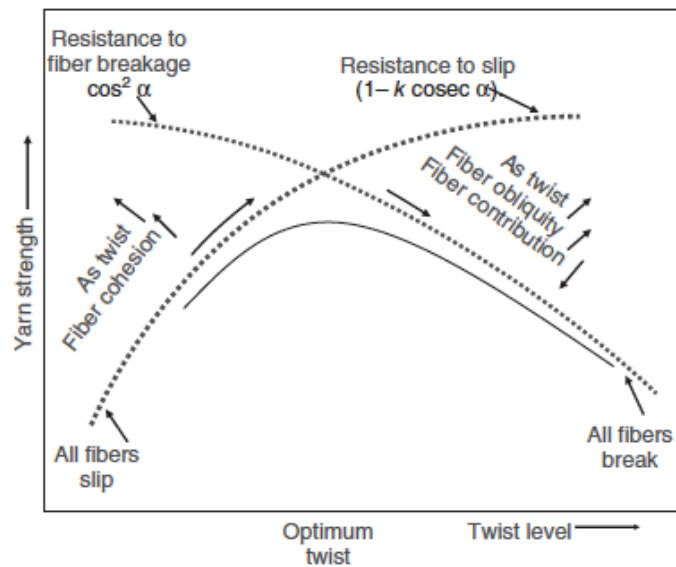 Resistance to
fiber breakage
cos² α
Resistance to slip
(1– k cosec α)
As twist
Fiber cohesion
As twist
Fiber obliquity
Fiber contribution
Yarn strength
All fibers
slip
All fibers
break
Optimum
twist
Twist level